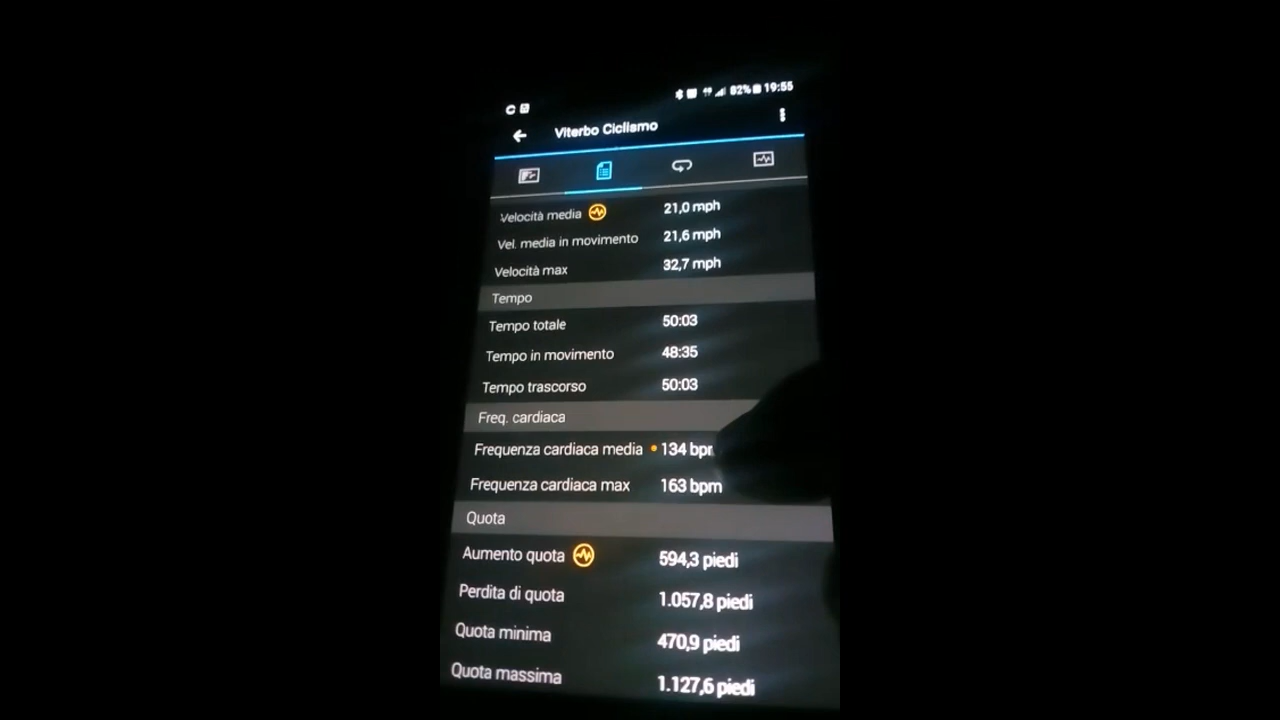 82% 19:55
Viterbo Ciclismo
Velocità media 21,0 mph
Vel. media in movimento 21,6 mph
Velocità max 32,7 mph
Tempo
Tempo totale 50:03
Tempo in movimento 48:35
Tempo trascorso 50:03
Freq. cardiaca
Frequenza cardiaca media 134 bpm
Frequenza cardiaca max 163 bpm
Quota
Aumento quota 594,3 piedi
Perdita di quota 1.057,8 piedi
Quota minima 470,9 piedi
Quota massima 1.127,6 piedi